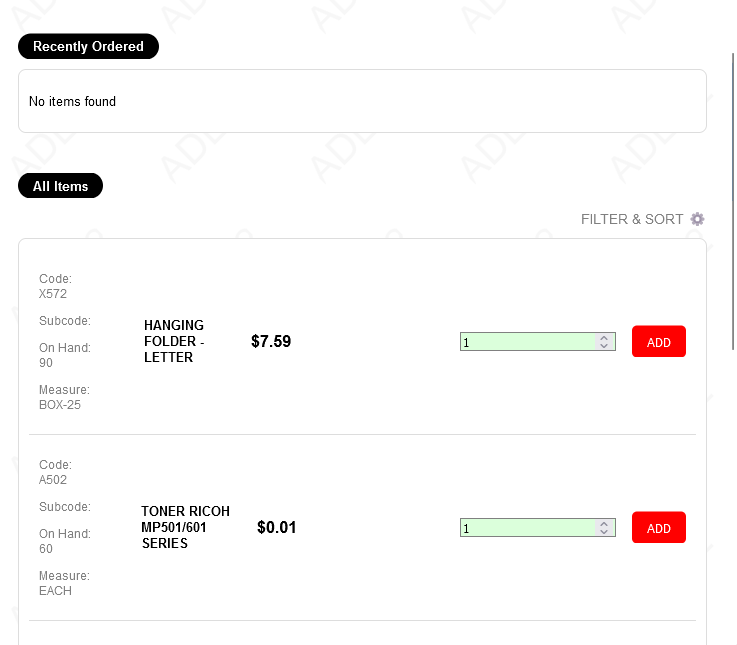 Recently Ordered
No items found
All Items
FILTER & SORT
Code:
X572
Subcode:
On Hand:
90
Measure:
BOX-25
HANGING
FOLDER -
LETTER
$7.59
1
ADD
Code:
A502
Subcode:
On Hand:
60
Measure:
EACH
TONER RICOH
MP501/601
SERIES
$0.01
1
ADD